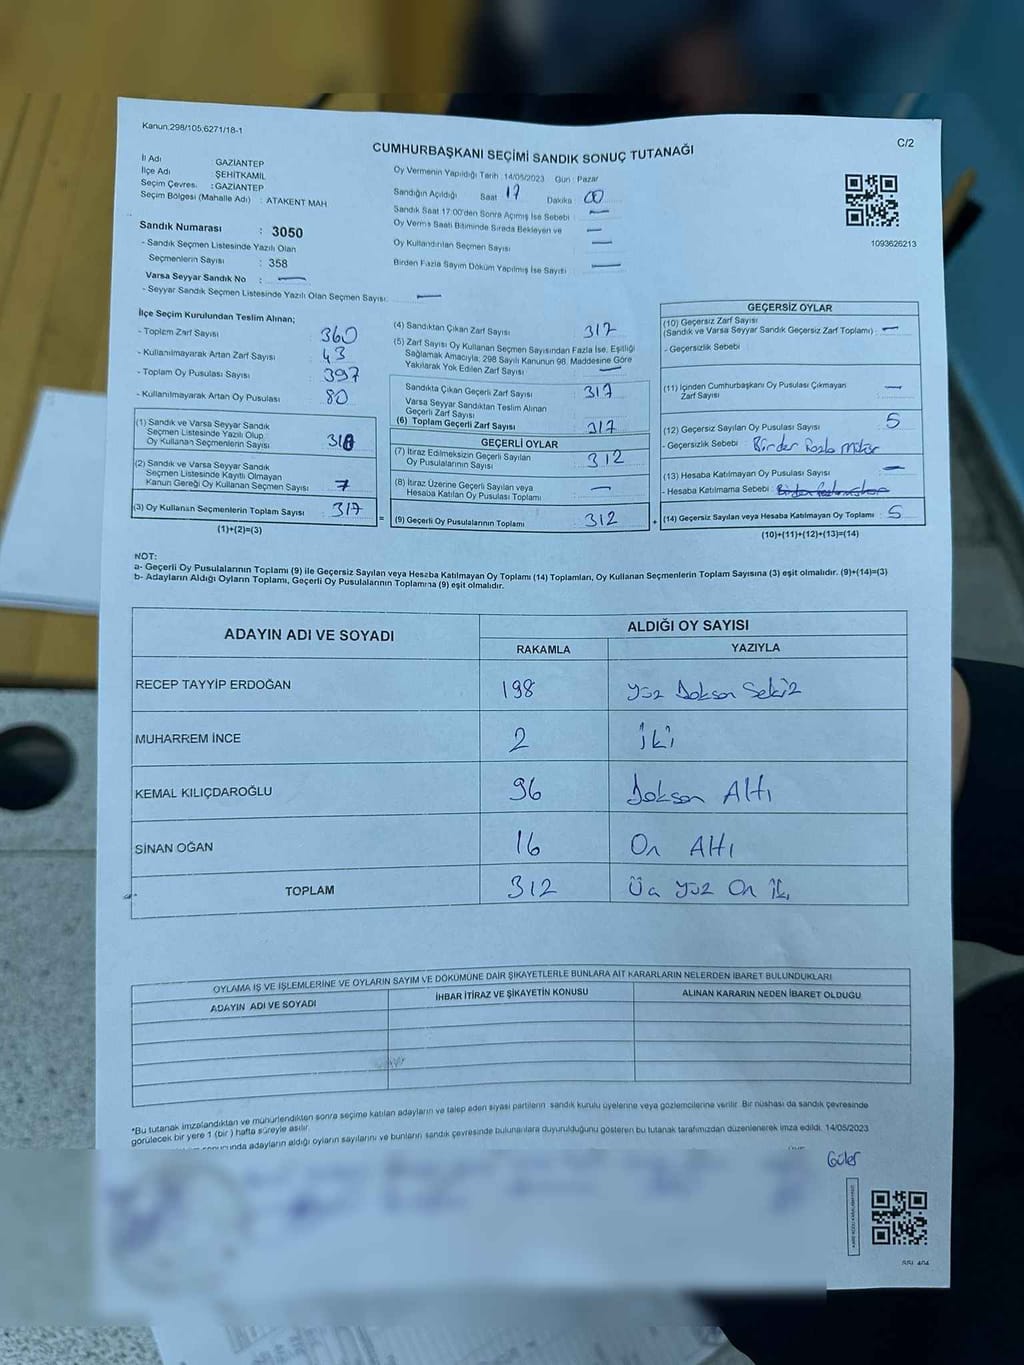 Kanun:298/105;6271/18-1
CUMHURBAŞKANI SEÇİMİ SANDIK SONUÇ TUTANAĞI
C/2
İl Adı : GAZİANTEP
İlçe Adı : ŞEHİTKAMİL
Seçim Çevresi : GAZİANTEP
Seçim Bölgesi (Mahalle Adı) : ATAKENT MAH
Oy Vermenin Yapıldığı Tarih : 14/05/2023 Gün : Pazar
Sandığın Açıldığı Saat 17 Dakika 00
Sandık Saat 17:00'den Sonra Açılmış İse Sebebi —
Oy Verme Saati Bitiminde Sırada Bekleyen ve —
Oy Kullandırılan Seçmen Sayısı —
Birden Fazla Sayım Döküm Yapılmış İse Sayısı —
1093626213
Sandık Numarası : 3050
- Sandık Seçmen Listesinde Yazılı Olan
Seçmenlerin Sayısı : 358
Varsa Seyyar Sandık No : —
- Seyyar Sandık Seçmen Listesinde Yazılı Olan Seçmen Sayısı: —
İlçe Seçim Kurulundan Teslim Alınan;
- Toplam Zarf Sayısı 360
- Kullanılmayarak Artan Zarf Sayısı 43
- Toplam Oy Pusulası Sayısı 397
- Kullanılmayarak Artan Oy Pusulası 80
(1) Sandık ve Varsa Seyyar Sandık
Seçmen Listesinde Yazılı Olup
Oy Kullanan Seçmenlerin Sayısı 310
(2) Sandık ve Varsa Seyyar Sandık
Seçmen Listesinde Kayıtlı Olmayan
Kanun Gereği Oy Kullanan Seçmen Sayısı 7
(3) Oy Kullanan Seçmenlerin Toplam Sayısı 317
(1)+(2)=(3)
(4) Sandıktan Çıkan Zarf Sayısı 317
(5) Zarf Sayısı Oy Kullanan Seçmen Sayısından Fazla İse, Eşitliği
Sağlamak Amacıyla; 298 Sayılı Kanunun 98. Maddesine Göre
Yakılarak Yok Edilen Zarf Sayısı —
Sandıkta Çıkan Geçerli Zarf Sayısı 317
Varsa Seyyar Sandıktan Teslim Alınan
Geçerli Zarf Sayısı
(6) Toplam Geçerli Zarf Sayısı 317
GEÇERLİ OYLAR
(7) İtiraz Edilmeksizin Geçerli Sayılan
Oy Pusulalarının Sayısı 312
(8) İtiraz Üzerine Geçerli Sayılan veya
Hesaba Katılan Oy Pusulası Toplamı —
=
(9) Geçerli Oy Pusulalarının Toplamı 312
+
GEÇERSİZ OYLAR
(10) Geçersiz Zarf Sayısı
(Sandık ve Varsa Seyyar Sandık Geçersiz Zarf Toplamı) : —
- Geçersizlik Sebebi
(11) İçinden Cumhurbaşkanı Oy Pusulası Çıkmayan
Zarf Sayısı —
(12) Geçersiz Sayılan Oy Pusulası Sayısı 5
- Geçersizlik Sebebi Birden Fazla Mühür
(13) Hesaba Katılmayan Oy Pusulası Sayısı —
- Hesaba Katılmama Sebebi
(14) Geçersiz Sayılan veya Hesaba Katılmayan Oy Toplamı 5
(10)+(11)+(12)+(13)=(14)
NOT:
a- Geçerli Oy Pusulalarının Toplamı (9) ile Geçersiz Sayılan veya Hesaba Katılmayan Oy Toplamı (14) Toplamları, Oy Kullanan Seçmenlerin Toplam Sayısına (3) eşit olmalıdır. (9)+(14)=(3)
b- Adayların Aldığı Oyların Toplamı, Geçerli Oy Pusulalarının Toplamına (9) eşit olmalıdır.
ADAYIN ADI VE SOYADI
ALDIĞI OY SAYISI
RAKAMLA YAZIYLA
RECEP TAYYİP ERDOĞAN 198 Yüz Doksan Sekiz
MUHARREM İNCE 2 İki
KEMAL KILIÇDAROĞLU 96 Doksan Altı
SİNAN OĞAN 16 On Altı
TOPLAM 312 Üç Yüz On İki
OYLAMA İŞ VE İŞLEMLERİNE VE OYLARIN SAYIM VE DÖKÜMÜNE DAİR ŞİKAYETLERLE BUNLARA AİT KARARLARIN NELERDEN İBARET BULUNDUKLARI
ADAYIN ADI VE SOYADI İHBAR İTİRAZ VE ŞİKAYETİN KONUSU ALINAN KARARIN NEDEN İBARET OLDUĞU
*Bu tutanak imzalandıktan ve mühürlendikten sonra seçime katılan adayların ve talep eden siyasi partilerin sandık kurulu üyelerine veya gözlemcilerine verilir. Bir nüshası da sandık çevresinde
görülecek bir yere 1 (bir) hafta süreyle asılır.
adayların aldığı oyların sayılarını ve bunların sandık çevresinde bulunanlara duyurulduğunu gösteren bu tutanak tarafımızdan düzenlenerek imza edildi. 14/05/2023
Güler